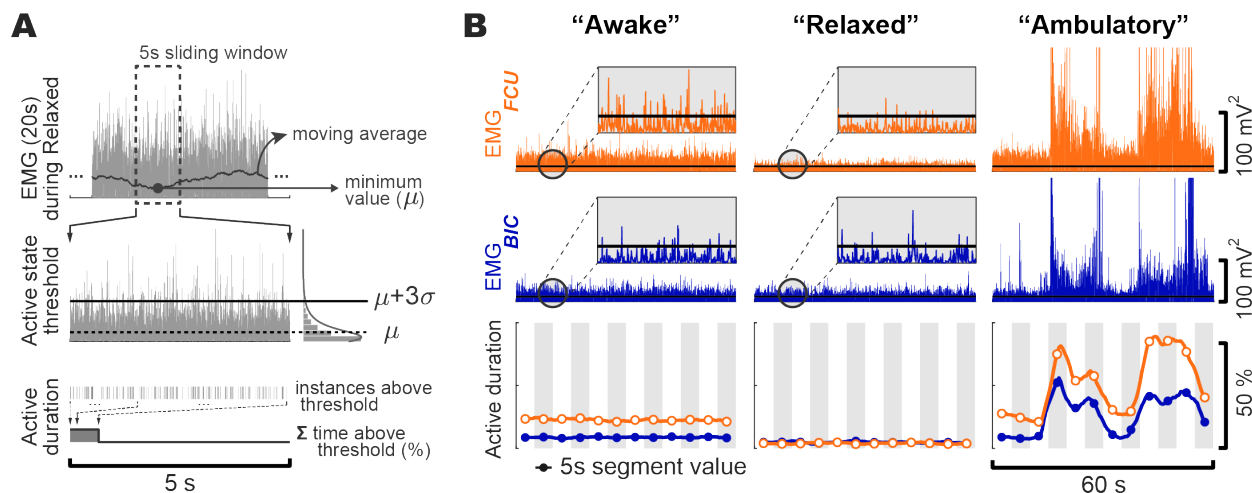 A
5s sliding window
EMG (20s)
during Relaxed
moving average
...
...
minimum
value (μ)
Active state
threshold
μ+3σ
μ
Active
duration
instances above
threshold
...
...
Σ time above
threshold (%)
5 s
B
“Awake”
“Relaxed”
“Ambulatory”
EMG FCU
100 mV²
EMG BIC
100 mV²
Active duration
50 %
5s segment value
60 s